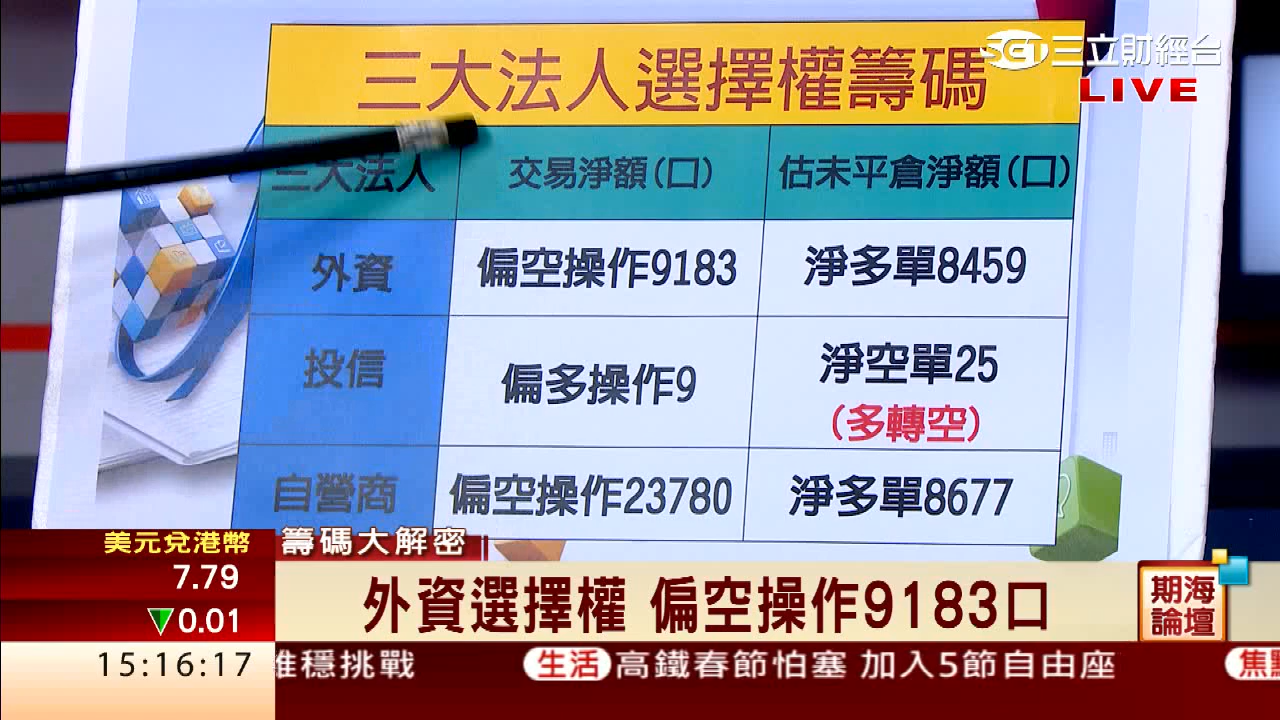 三大法人選擇權籌碼
SET三立財經台
LIVE
三大法人 交易淨額(口) 估未平倉淨額(口)
外資 偏空操作9183 淨多單8459
投信 偏多操作9 淨空單25
(多轉空)
自營商 偏空操作23780 淨多單8677
美元兌港幣
7.79
▼0.01
15:16:17
籌碼大解密
外資選擇權 偏空操作9183口
期海
論壇
穩挑戰 生活 高鐵春節怕塞 加入5節自由座 焦點